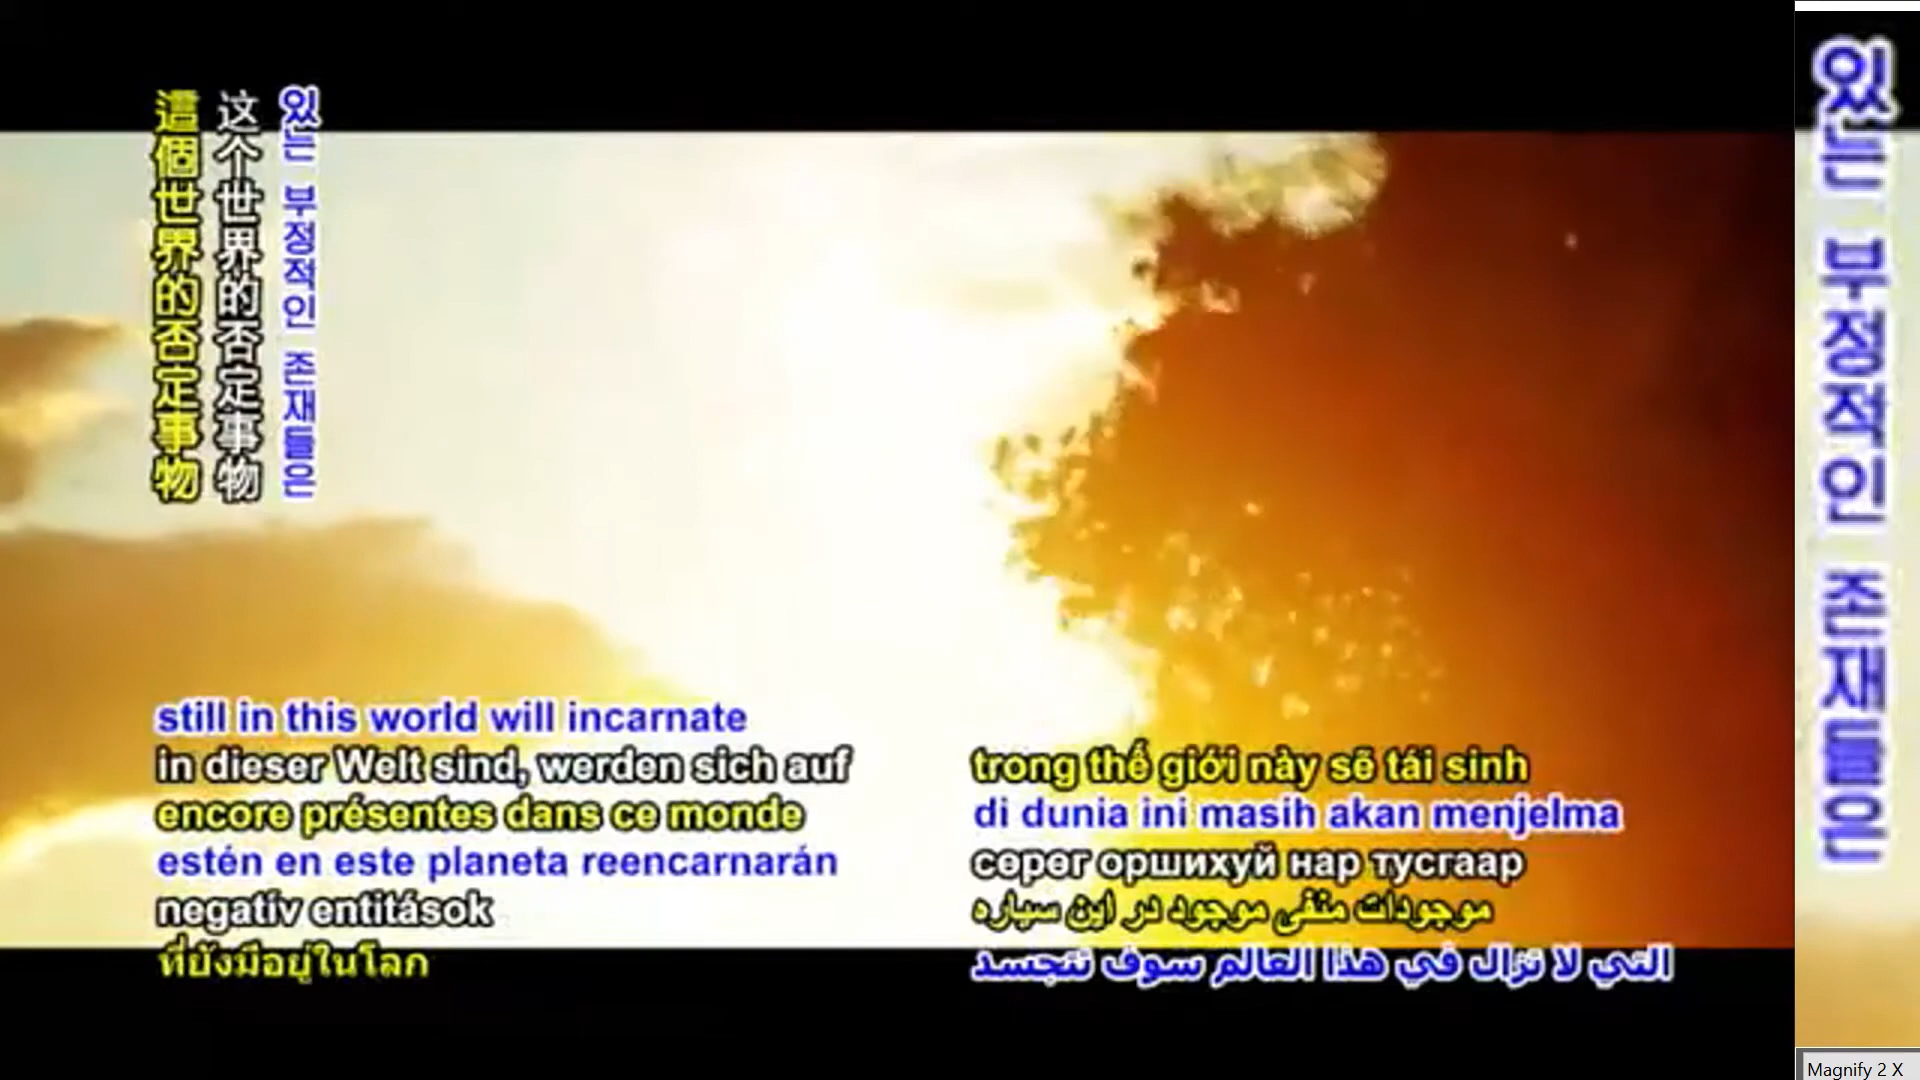 這個世界的否定事物
这个世界的否定事物
있는 부정적인 존재들은
still in this world will incarnate
in dieser Welt sind, werden sich auf
encore présentes dans ce monde
estén en este planeta reencarnarán
negatív entitások
ที่ยังมีอยู่ในโลก
trong thế giới này sẽ tái sinh
di dunia ini masih akan menjelma
сөрөг оршихуй нар тусгаар
موجودات منفی موجود در این سیاره
التي لا تزال في هذا العالم سوف تتجسد
있는 부정적인 존재들은
Magnify 2 X